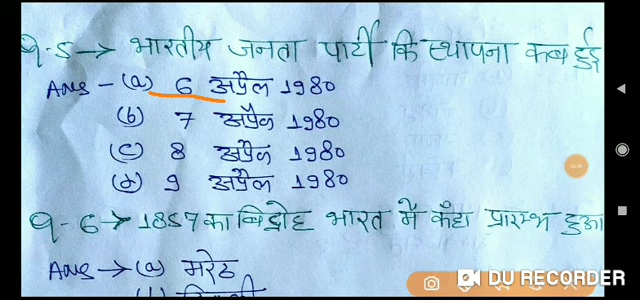 Q.5 → भारतीय जनता पार्टी कि स्थापना कब हुई
Ans - (a) 6 अप्रैल 1980
(b) 7 अप्रैल 1980
(c) 8 अप्रैल 1980
(d) 9 अप्रैल 1980
Q-6 → 1857 का विद्रोह भारत में कँहा प्रारम्भ हुआ
Ans → (a) मेरठ
DU RECORDER